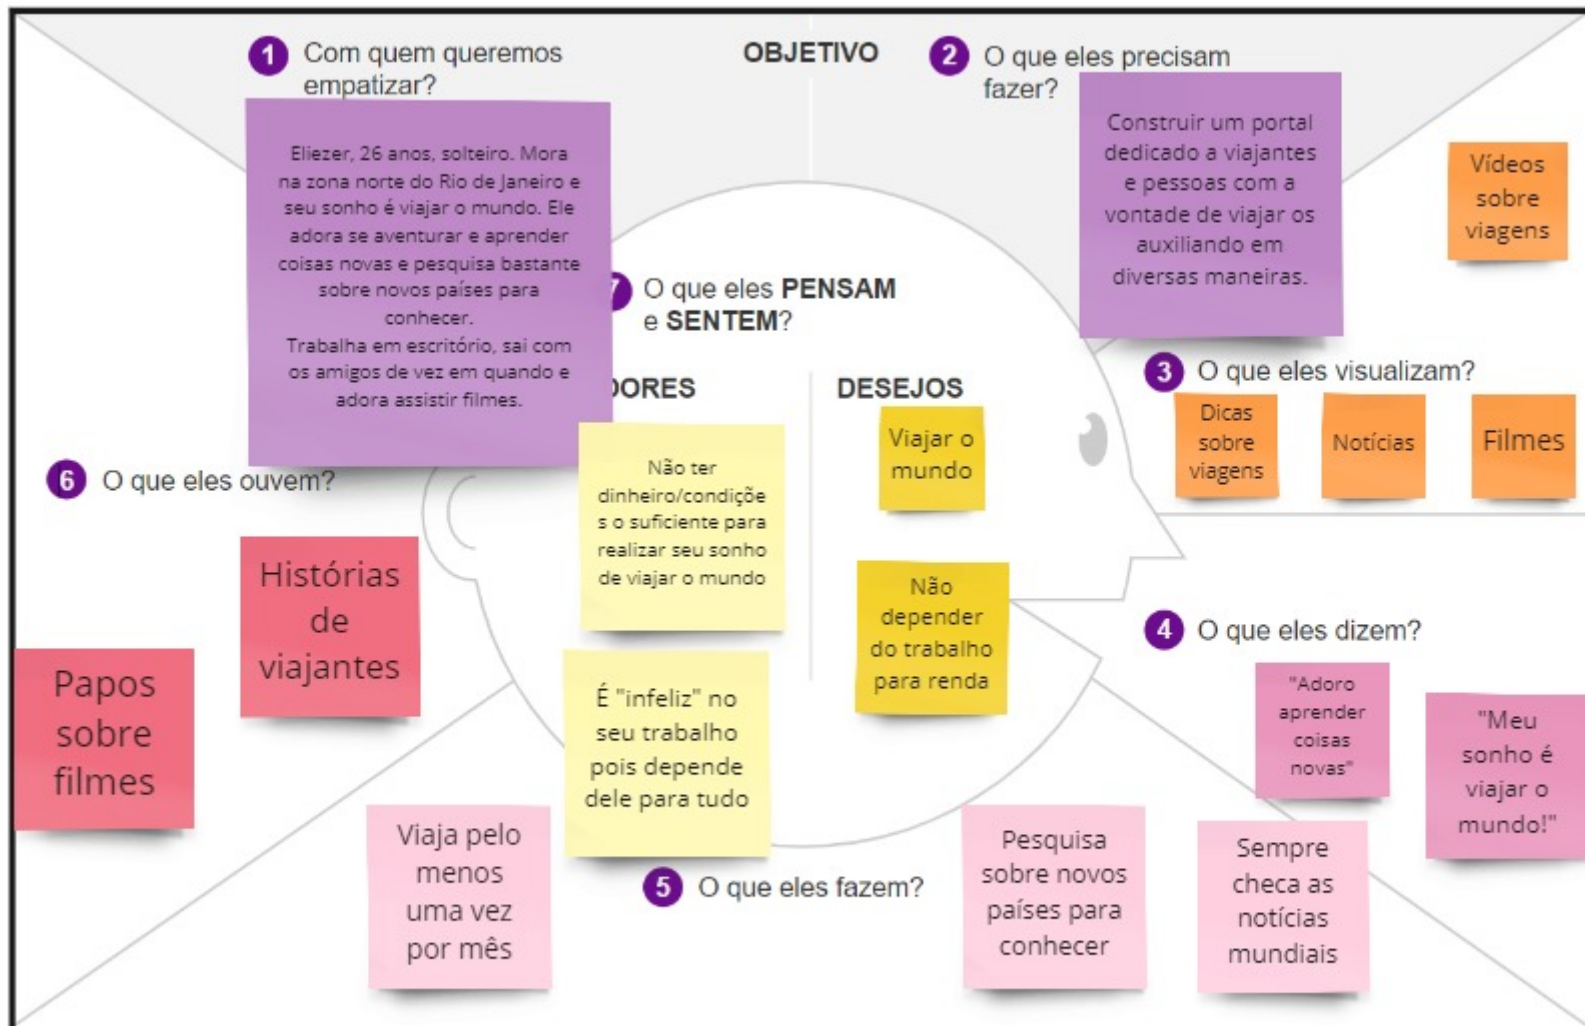 1 Com quem queremos
empatizar?
Eliezer, 26 anos, solteiro. Mora
na zona norte do Rio de Janeiro e
seu sonho é viajar o mundo. Ele
adora se aventurar e aprender
coisas novas e pesquisa bastante
sobre novos países para
conhecer.
Trabalha em escritório, sai com
os amigos de vez em quando e
adora assistir filmes.
OBJETIVO
2 O que eles precisam
fazer?
Construir um portal
dedicado a viajantes
e pessoas com a
vontade de viajar os
auxiliando em
diversas maneiras.
Vídeos
sobre
viagens
3 O que eles visualizam?
Dicas
sobre
viagens
Notícias
Filmes
4 O que eles dizem?
"Adoro
aprender
coisas
novas"
"Meu
sonho é
viajar o
mundo!"
5 O que eles fazem?
Viaja pelo
menos
uma vez
por mês
Pesquisa
sobre novos
países para
conhecer
Sempre
checa as
notícias
mundiais
6 O que eles ouvem?
Histórias
de
viajantes
Papos
sobre
filmes
7 O que eles PENSAM
e SENTEM?
DORES
Não ter
dinheiro/condiçõe
s o suficiente para
realizar seu sonho
de viajar o mundo
É "infeliz" no
seu trabalho
pois depende
dele para tudo
DESEJOS
Viajar o
mundo
Não
depender
do trabalho
para renda